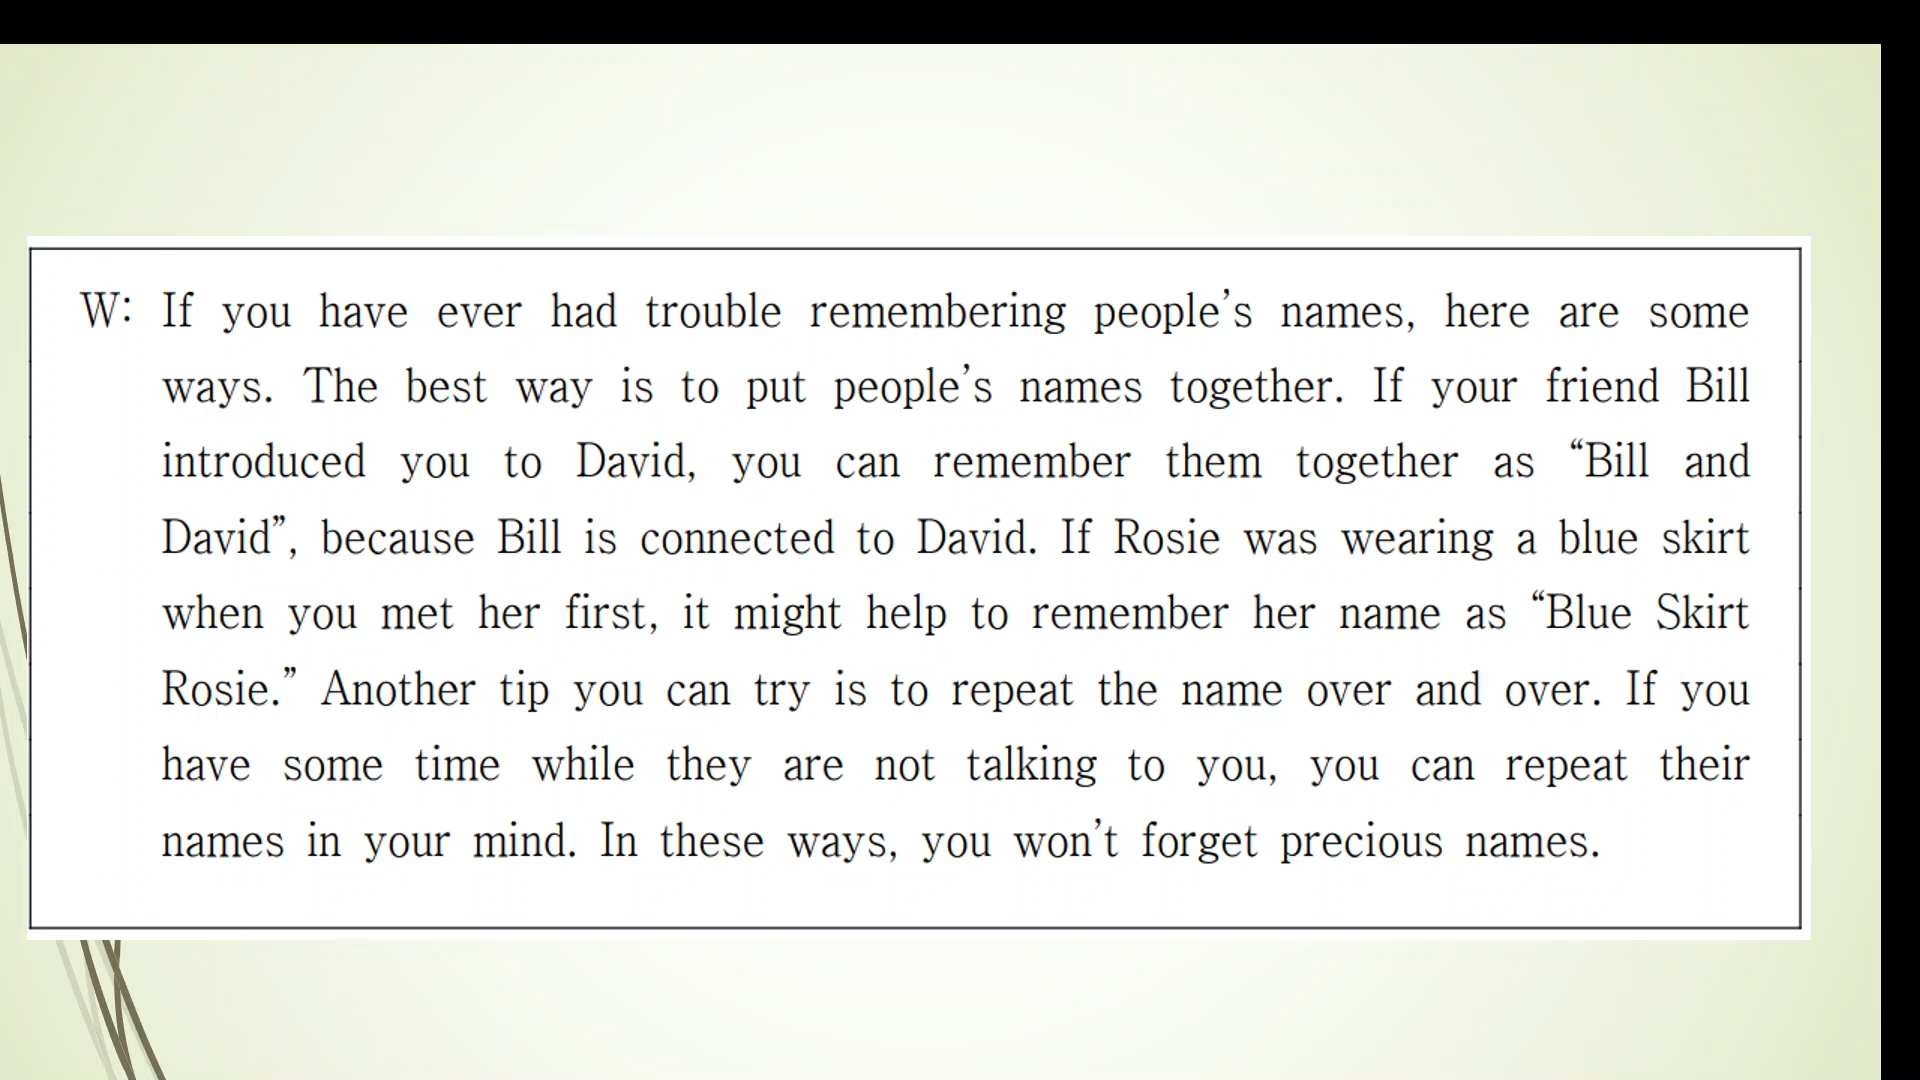 W: If you have ever had trouble remembering people’s names, here are some
ways. The best way is to put people’s names together. If your friend Bill
introduced you to David, you can remember them together as “Bill and
David”, because Bill is connected to David. If Rosie was wearing a blue skirt
when you met her first, it might help to remember her name as “Blue Skirt
Rosie.” Another tip you can try is to repeat the name over and over. If you
have some time while they are not talking to you, you can repeat their
names in your mind. In these ways, you won’t forget precious names.